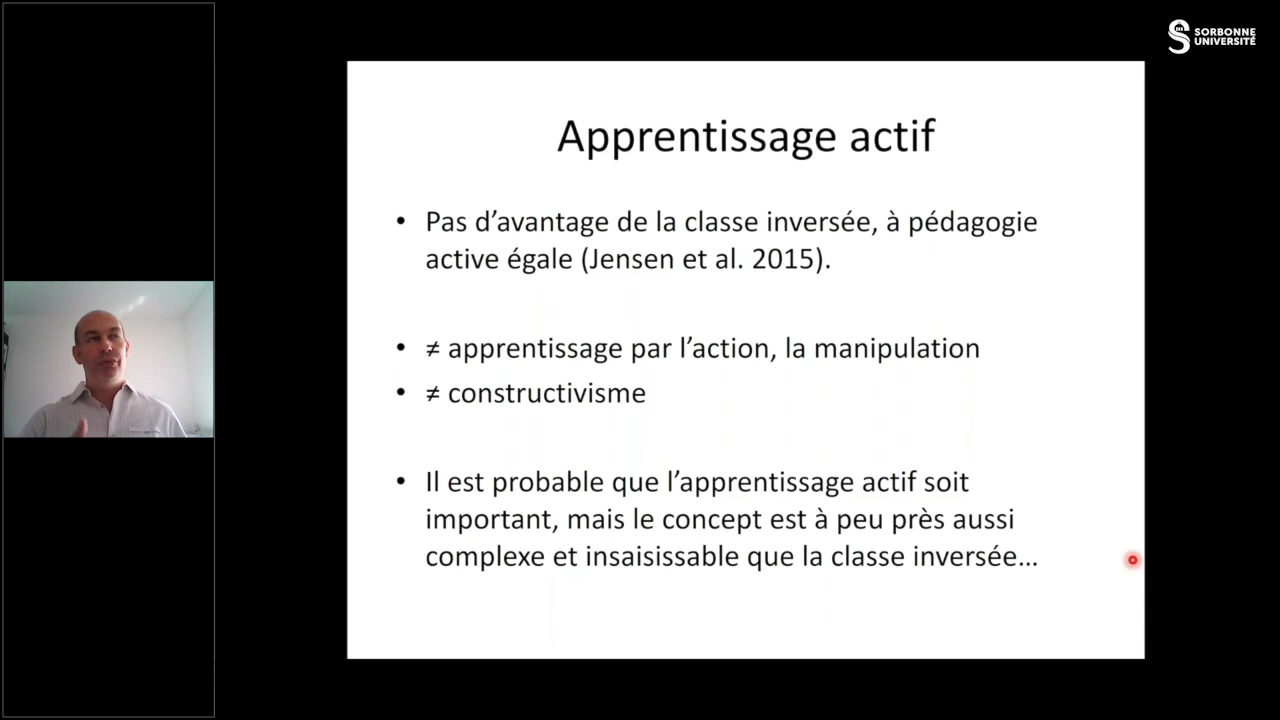 SORBONNE
UNIVERSITÉ
Apprentissage actif
• Pas d’avantage de la classe inversée, à pédagogie
active égale (Jensen et al. 2015).
• ≠ apprentissage par l’action, la manipulation
• ≠ constructivisme
• Il est probable que l’apprentissage actif soit
important, mais le concept est à peu près aussi
complexe et insaisissable que la classe inversée…